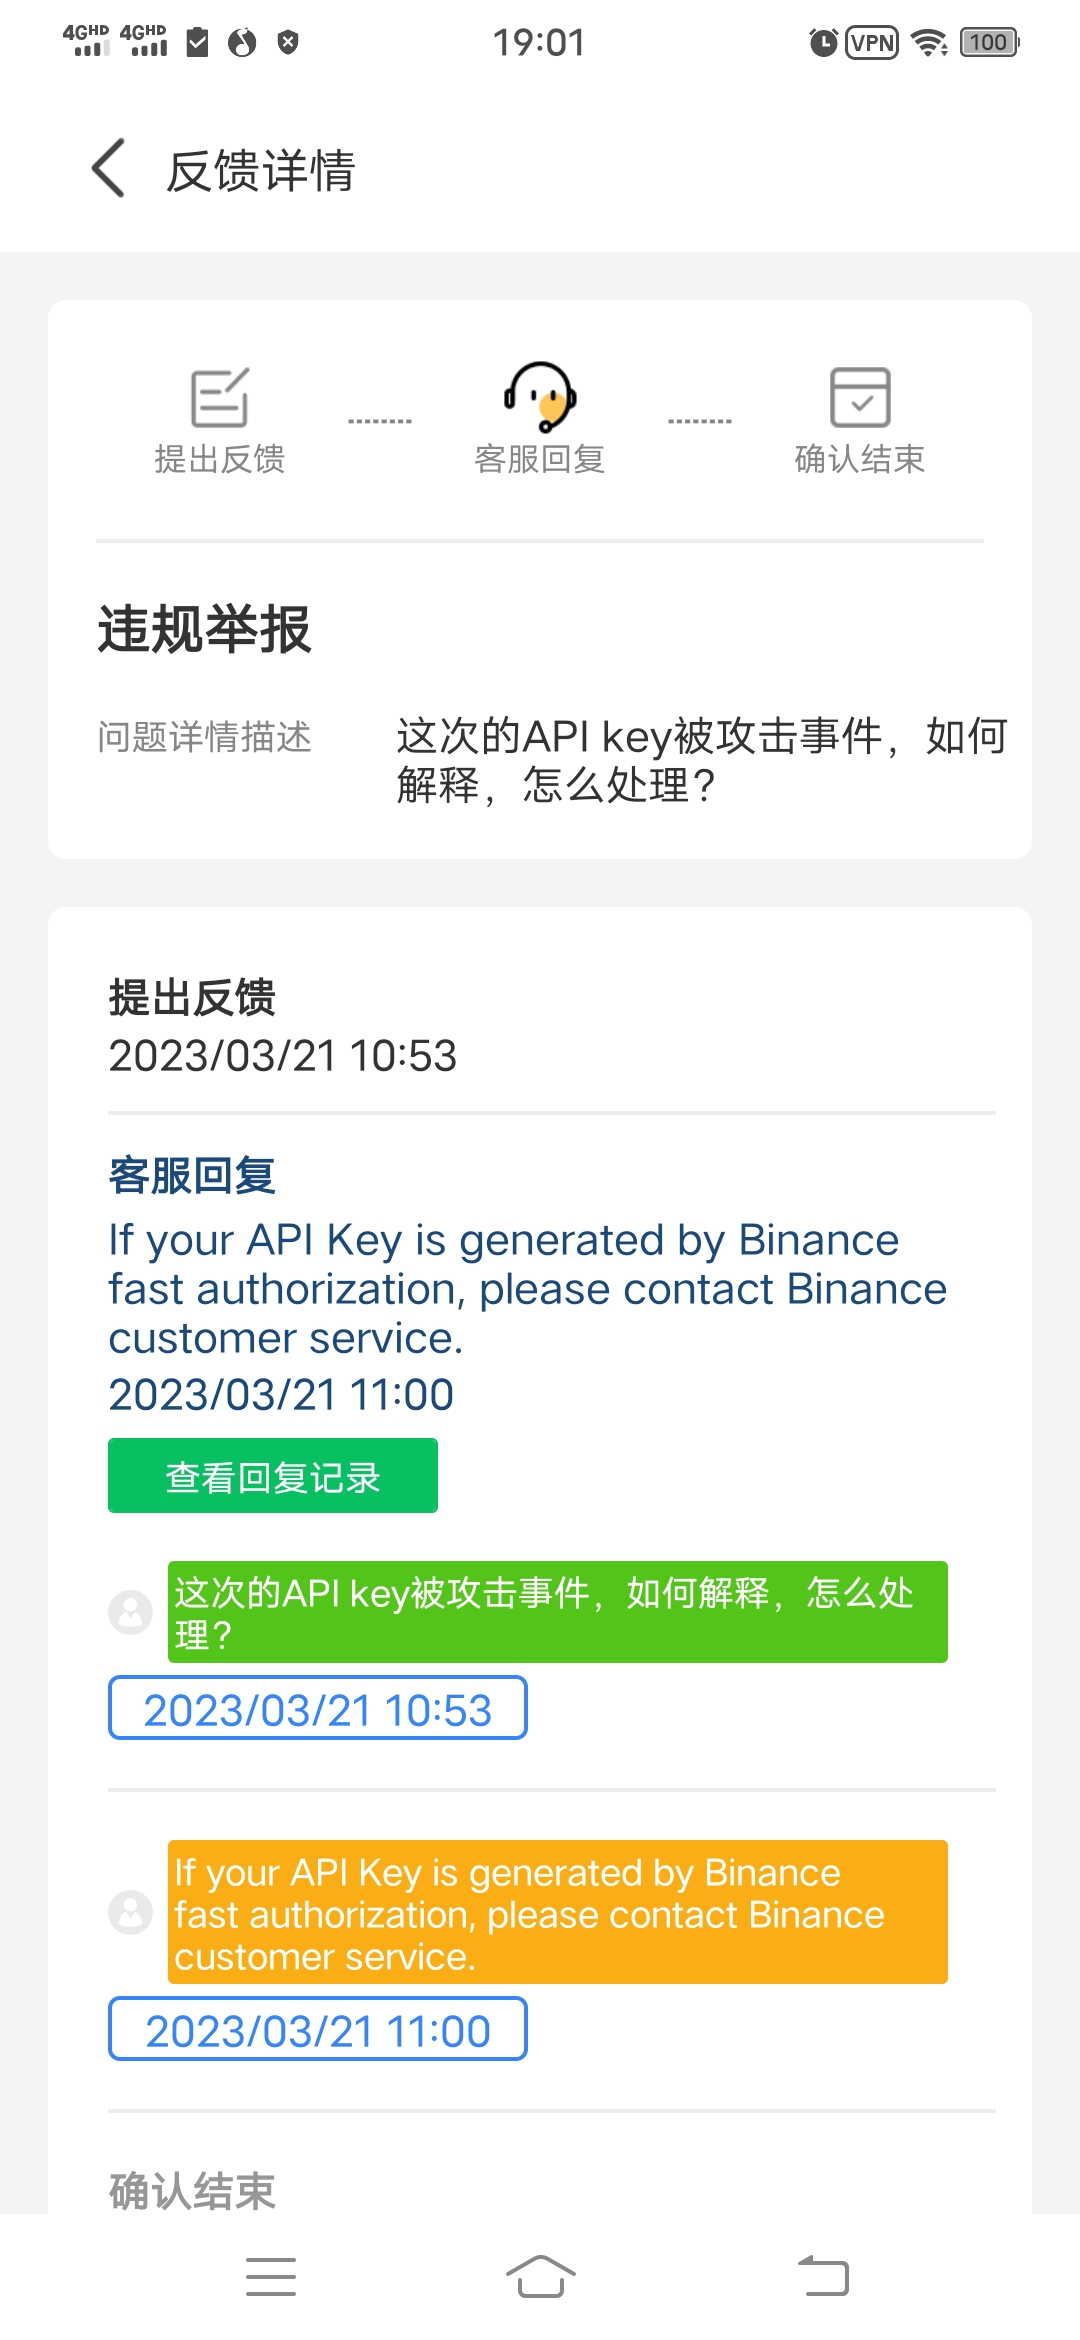 4GHD 4GHD 19:01 VPN 100
反馈详情
提出反馈 客服回复 确认结束
违规举报
问题详情描述 这次的API key被攻击事件，如何
解释，怎么处理?
提出反馈
2023/03/21 10:53
客服回复
If your API Key is generated by Binance
fast authorization, please contact Binance
customer service.
2023/03/21 11:00
查看回复记录
这次的API key被攻击事件，如何解释，怎么处
理?
2023/03/21 10:53
If your API Key is generated by Binance
fast authorization, please contact Binance
customer service.
2023/03/21 11:00
确认结束